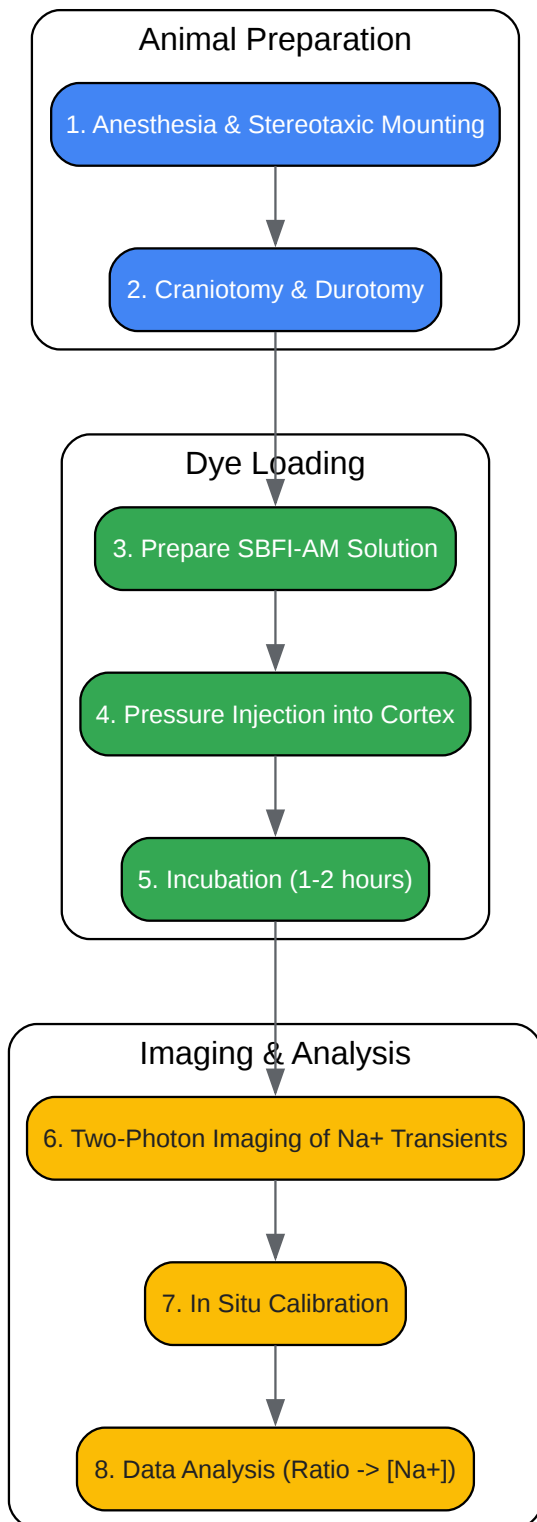 Animal Preparation
1. Anesthesia & Stereotaxic Mounting
2. Craniotomy & Durotomy
Dye Loading
3. Prepare SBFI-AM Solution
4. Pressure Injection into Cortex
5. Incubation (1-2 hours)
Imaging & Analysis
6. Two-Photon Imaging of Na+ Transients
7. In Situ Calibration
8. Data Analysis (Ratio -> [Na+])